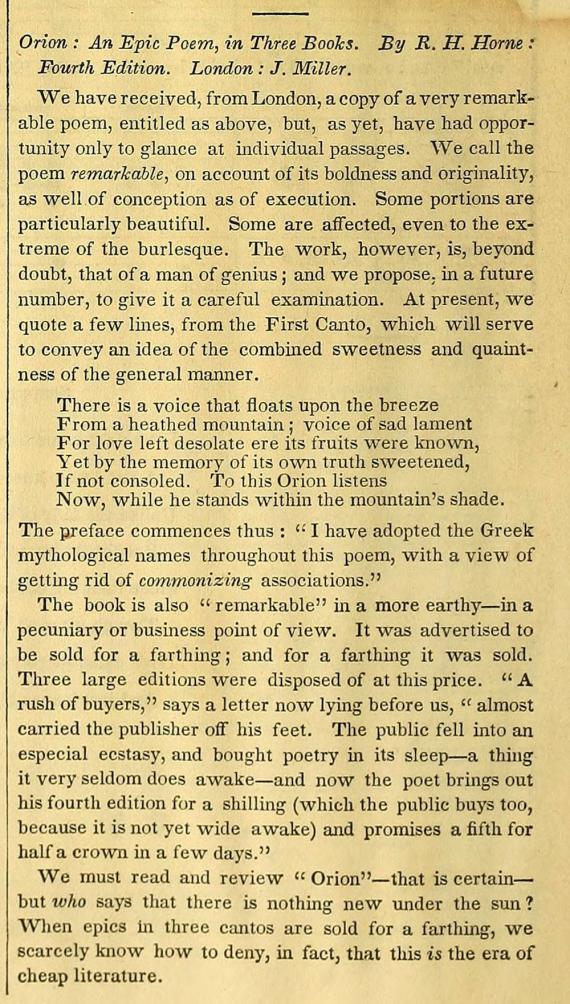 Orion: An Epic Poem, in Three Books. By R. H. Horne:
Fourth Edition. London: J. Miller.
We have received, from London, a copy of a very remark-
able poem, entitled as above, but, as yet, have had oppor-
tunity only to glance at individual passages. We call the
poem remarkable, on account of its boldness and originality,
as well of conception as of execution. Some portions are
particularly beautiful. Some are affected, even to the ex-
treme of the burlesque. The work, however, is, beyond
doubt, that of a man of genius; and we propose, in a future
number, to give it a careful examination. At present, we
quote a few lines, from the First Canto, which will serve
to convey an idea of the combined sweetness and quaint-
ness of the general manner.
There is a voice that floats upon the breeze
From a heathed mountain; voice of sad lament
For love left desolate ere its fruits were known,
Yet by the memory of its own truth sweetened,
If not consoled. To this Orion listens
Now, while he stands within the mountain's shade.
The preface commences thus: "I have adopted the Greek
mythological names throughout this poem, with a view of
getting rid of commonizing associations."
The book is also "remarkable" in a more earthy—in a
pecuniary or business point of view. It was advertised to
be sold for a farthing; and for a farthing it was sold.
Three large editions were disposed of at this price. "A
rush of buyers," says a letter now lying before us, "almost
carried the publisher off his feet. The public fell into an
especial ecstasy, and bought poetry in its sleep—a thing
it very seldom does awake—and now the poet brings out
his fourth edition for a shilling (which the public buys too,
because it is not yet wide awake) and promises a fifth for
half a crown in a few days."
We must read and review "Orion"—that is certain—
but who says that there is nothing new under the sun?
When epics in three cantos are sold for a farthing, we
scarcely know how to deny, in fact, that this is the era of
cheap literature.